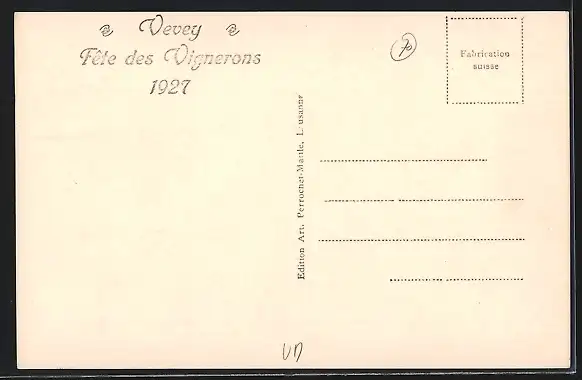 Vevey
Fête des Vignerons
1927
Fabrication
suisse
Edition Art. Perrochet-Matile, Lausanne